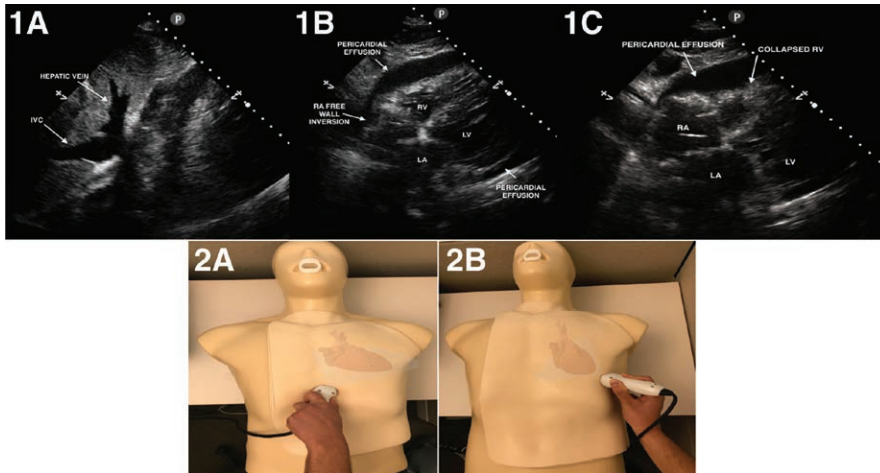 1A
P
HEPATIC VEIN
IVC
V
1B
P
PERICARDIAL
EFFUSION
RV
RA FREE
WALL
INVERSION
LV
LA
PERICARDIAL
EFFUSION
1C
P
PERICARDIAL EFFUSION
COLLAPSED RV
RA
LA
LV
2A
2B